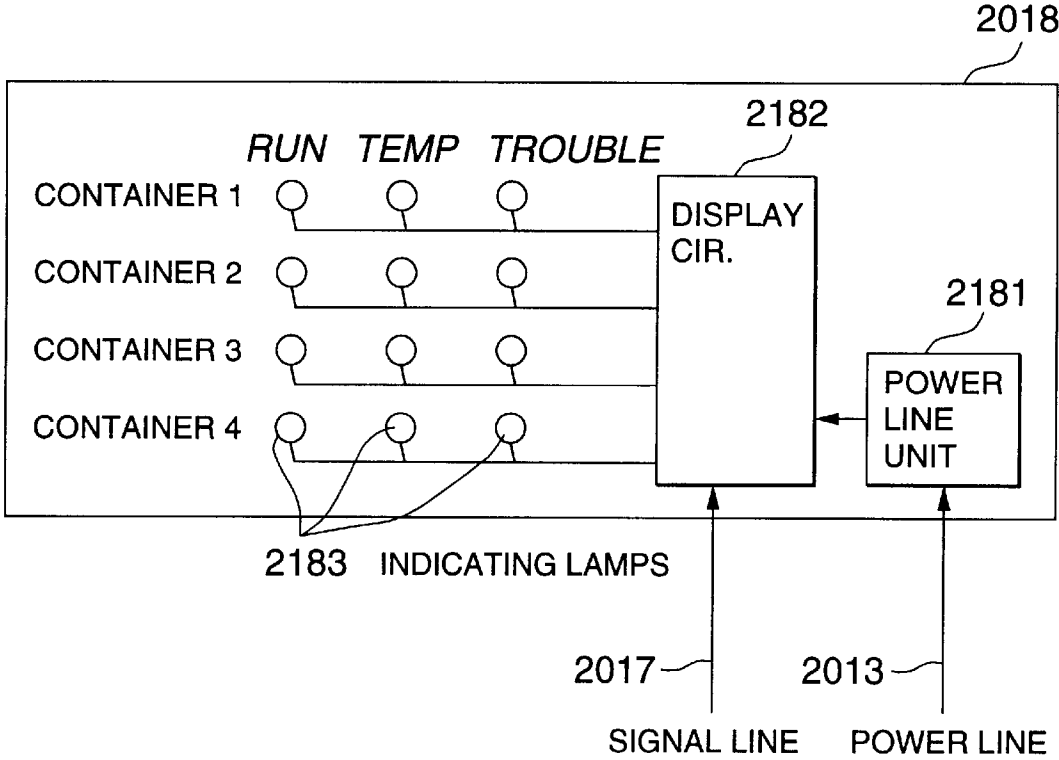 2018
2182
RUN TEMP TROUBLE
CONTAINER 1
DISPLAY
CIR.
CONTAINER 2
2181
CONTAINER 3
POWER
LINE
UNIT
CONTAINER 4
2183 INDICATING LAMPS
2017
2013
SIGNAL LINE
POWER LINE